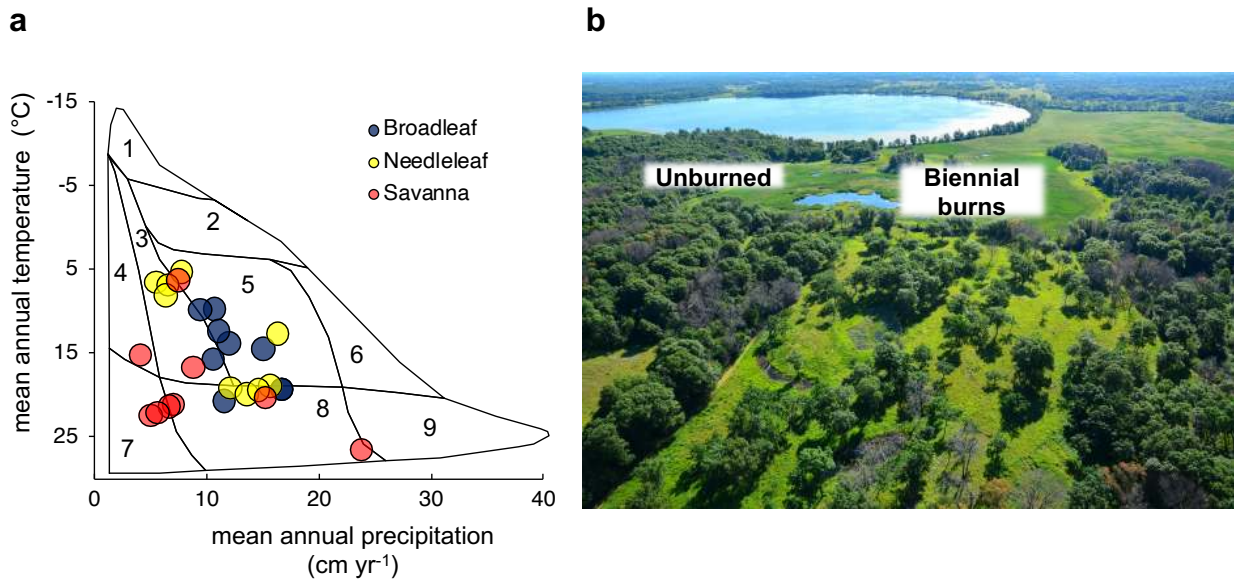 a
b
-15
-5
5
15
25
mean annual temperature (°C)
1
2
3
4
5
6
7
8
9
Broadleaf
Needleleaf
Savanna
0
10
20
30
40
mean annual precipitation
(cm yr-1)
Unburned
Biennial
burns